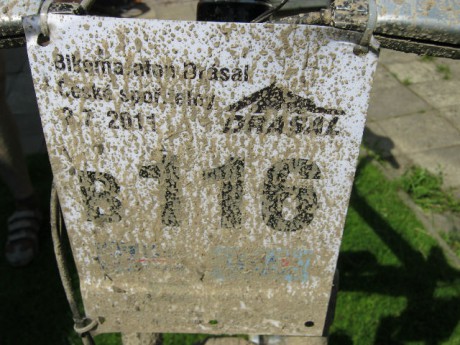 Bikemaraton Drásal
České spořitelny
2.7. 2011
DRÁSAL
B116